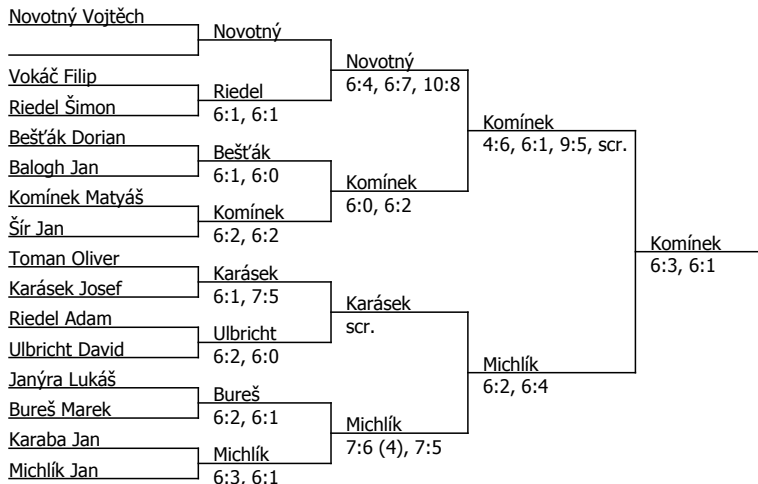 Novotný Vojtěch
Vokáč Filip
Riedel Šimon
Bešťák Dorian
Balogh Jan
Komínek Matyáš
Šír Jan
Toman Oliver
Karásek Josef
Riedel Adam
Ulbricht David
Janýra Lukáš
Bureš Marek
Karaba Jan
Michlík Jan
Novotný
Riedel
6:1, 6:1
Bešťák
6:1, 6:0
Komínek
6:2, 6:2
Karásek
6:1, 7:5
Ulbricht
6:2, 6:0
Bureš
6:2, 6:1
Michlík
6:3, 6:1
Novotný
6:4, 6:7, 10:8
Komínek
6:0, 6:2
Karásek
scr.
Michlík
7:6 (4), 7:5
Komínek
4:6, 6:1, 9:5, scr.
Michlík
6:2, 6:4
Komínek
6:3, 6:1